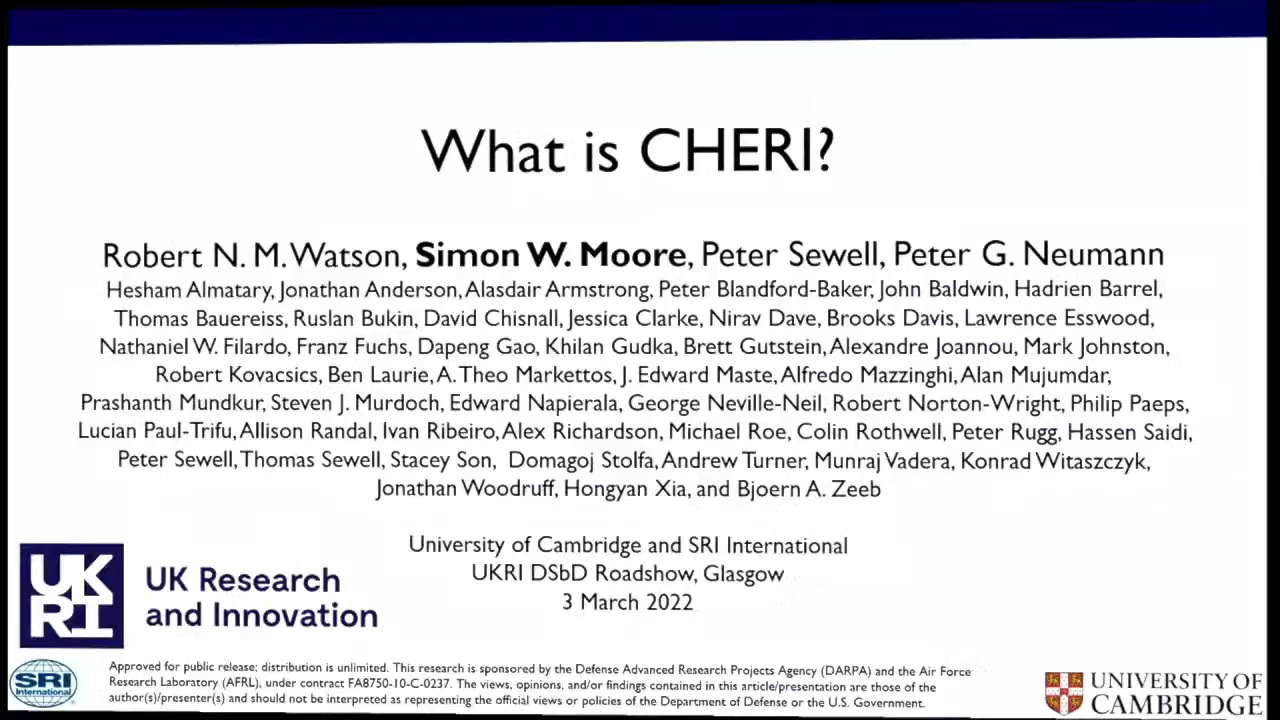 What is CHERI?
Robert N. M. Watson, Simon W. Moore, Peter Sewell, Peter G. Neumann
Hesham Almatary, Jonathan Anderson, Alasdair Armstrong, Peter Blandford-Baker, John Baldwin, Hadrien Barrel,
Thomas Bauereiss, Ruslan Bukin, David Chisnall, Jessica Clarke, Nirav Dave, Brooks Davis, Lawrence Esswood,
Nathaniel W. Filardo, Franz Fuchs, Dapeng Gao, Khilan Gudka, Brett Gutstein, Alexandre Joannou, Mark Johnston,
Robert Kovacsics, Ben Laurie, A. Theo Markettos, J. Edward Maste, Alfredo Mazzinghi, Alan Mujumdar,
Prashanth Mundkur, Steven J. Murdoch, Edward Napierala, George Neville-Neil, Robert Norton-Wright, Philip Paeps,
Lucian Paul-Trifu, Allison Randal, Ivan Ribeiro, Alex Richardson, Michael Roe, Colin Rothwell, Peter Rugg, Hassen Saidi,
Peter Sewell, Thomas Sewell, Stacey Son, Domagoj Stolfa, Andrew Turner, Munraj Vadera, Konrad Witaszczyk,
Jonathan Woodruff, Hongyan Xia, and Bjoern A. Zeeb
University of Cambridge and SRI International
UKRI DSbD Roadshow, Glasgow
3 March 2022
UK
RI
UK Research
and Innovation
SRI
International
Approved for public release; distribution is unlimited. This research is sponsored by the Defense Advanced Research Projects Agency (DARPA) and the Air Force
Research Laboratory (AFRL), under contract FA8750-10-C-0237. The views, opinions, and/or findings contained in this article/presentation are those of the
author(s)/presenter(s) and should not be interpreted as representing the official views or policies of the Department of Defense or the U.S. Government.
UNIVERSITY OF
CAMBRIDGE